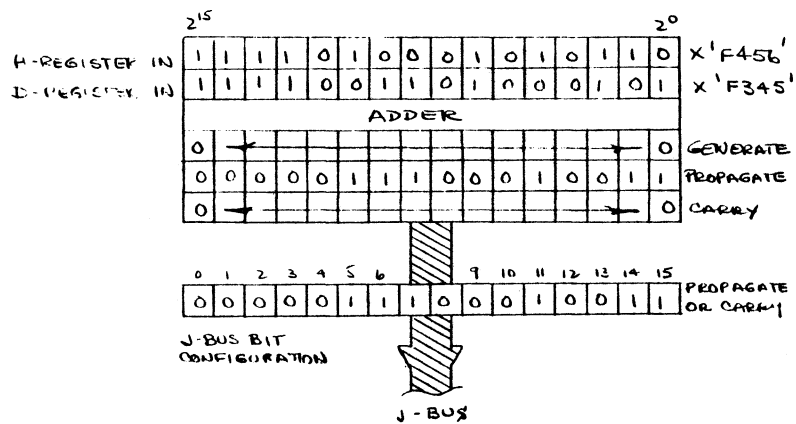 2¹⁵ 2⁰
H-REGISTER IN 1 1 1 1 0 1 0 0 0 1 0 1 0 1 1 0 X'F456'
D-REGISTER IN 1 1 1 1 0 0 1 1 0 1 0 0 0 1 0 1 X'F345'
ADDER
0 0 GENERATE
0 0 0 0 0 1 1 1 0 0 0 1 0 0 1 1 PROPAGATE
0 0 CARRY
0 1 2 3 4 5 6 9 10 11 12 13 14 15
0 0 0 0 0 1 1 1 0 0 0 1 0 0 1 1 PROPAGATE
OR CARRY
J-BUS BIT
CONFIGURATION
J-BUS